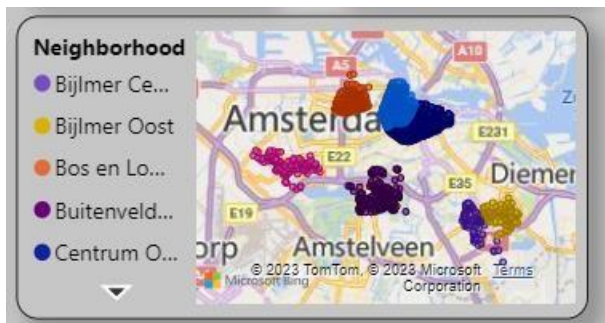 Neighborhood
Bijlmer Ce...
Bijlmer Oost
Bos en Lo...
Buitenveld...
Centrum O...
A5
A10
Amsterda
E231
E22
Diemen
E35
E19
orp
Amstelveen
© 2023 TomTom, © 2023 Microsoft Corporation
Terms
Microsoft Bing